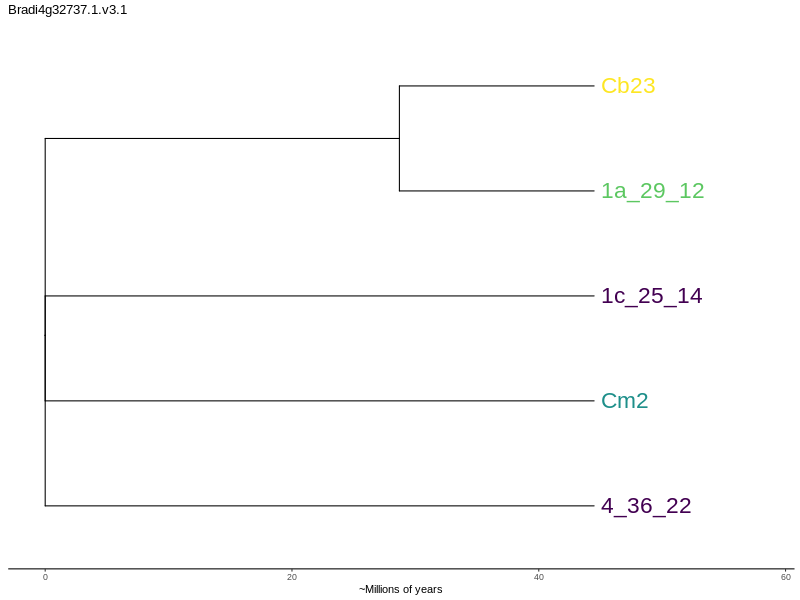 Bradi4g32737.1.v3.1
Cb23
1a_29_12
1c_25_14
Cm2
4_36_22
0 20 40 60
~Millions of years